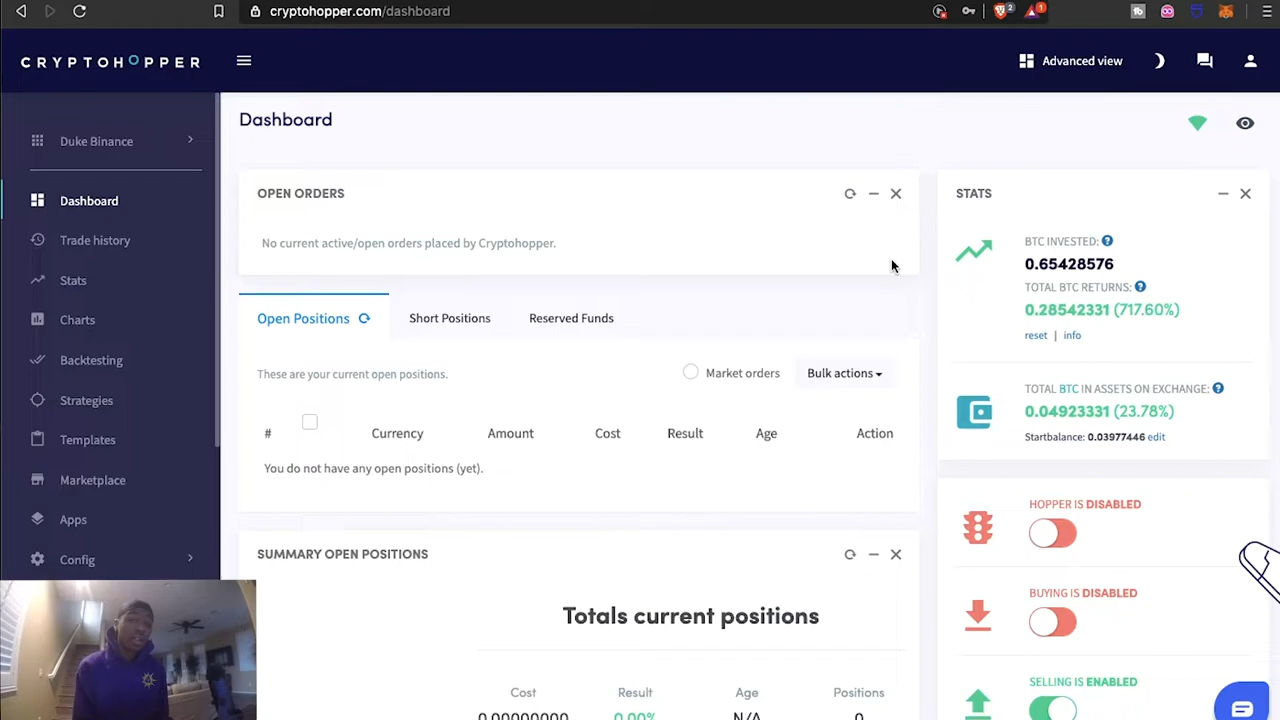 cryptohopper.com/dashboard
2
1
CRYPTOHOPPER
Advanced view
Duke Binance
Dashboard
Trade history
Stats
Charts
Backtesting
Strategies
Templates
Marketplace
Apps
Config
Dashboard
OPEN ORDERS
No current active/open orders placed by Cryptohopper.
Open Positions
Short Positions
Reserved Funds
These are your current open positions.
Market orders
Bulk actions
# Currency Amount Cost Result Age Action
You do not have any open positions (yet).
SUMMARY OPEN POSITIONS
Totals current positions
Cost Result Age Positions
0.00000000 0.00% N/A 0
STATS
BTC INVESTED: ?
0.65428576
TOTAL BTC RETURNS: ?
0.28542331 (717.60%)
reset | info
TOTAL BTC IN ASSETS ON EXCHANGE: ?
0.04923331 (23.78%)
Startbalance: 0.03977446 edit
HOPPER IS DISABLED
BUYING IS DISABLED
SELLING IS ENABLED